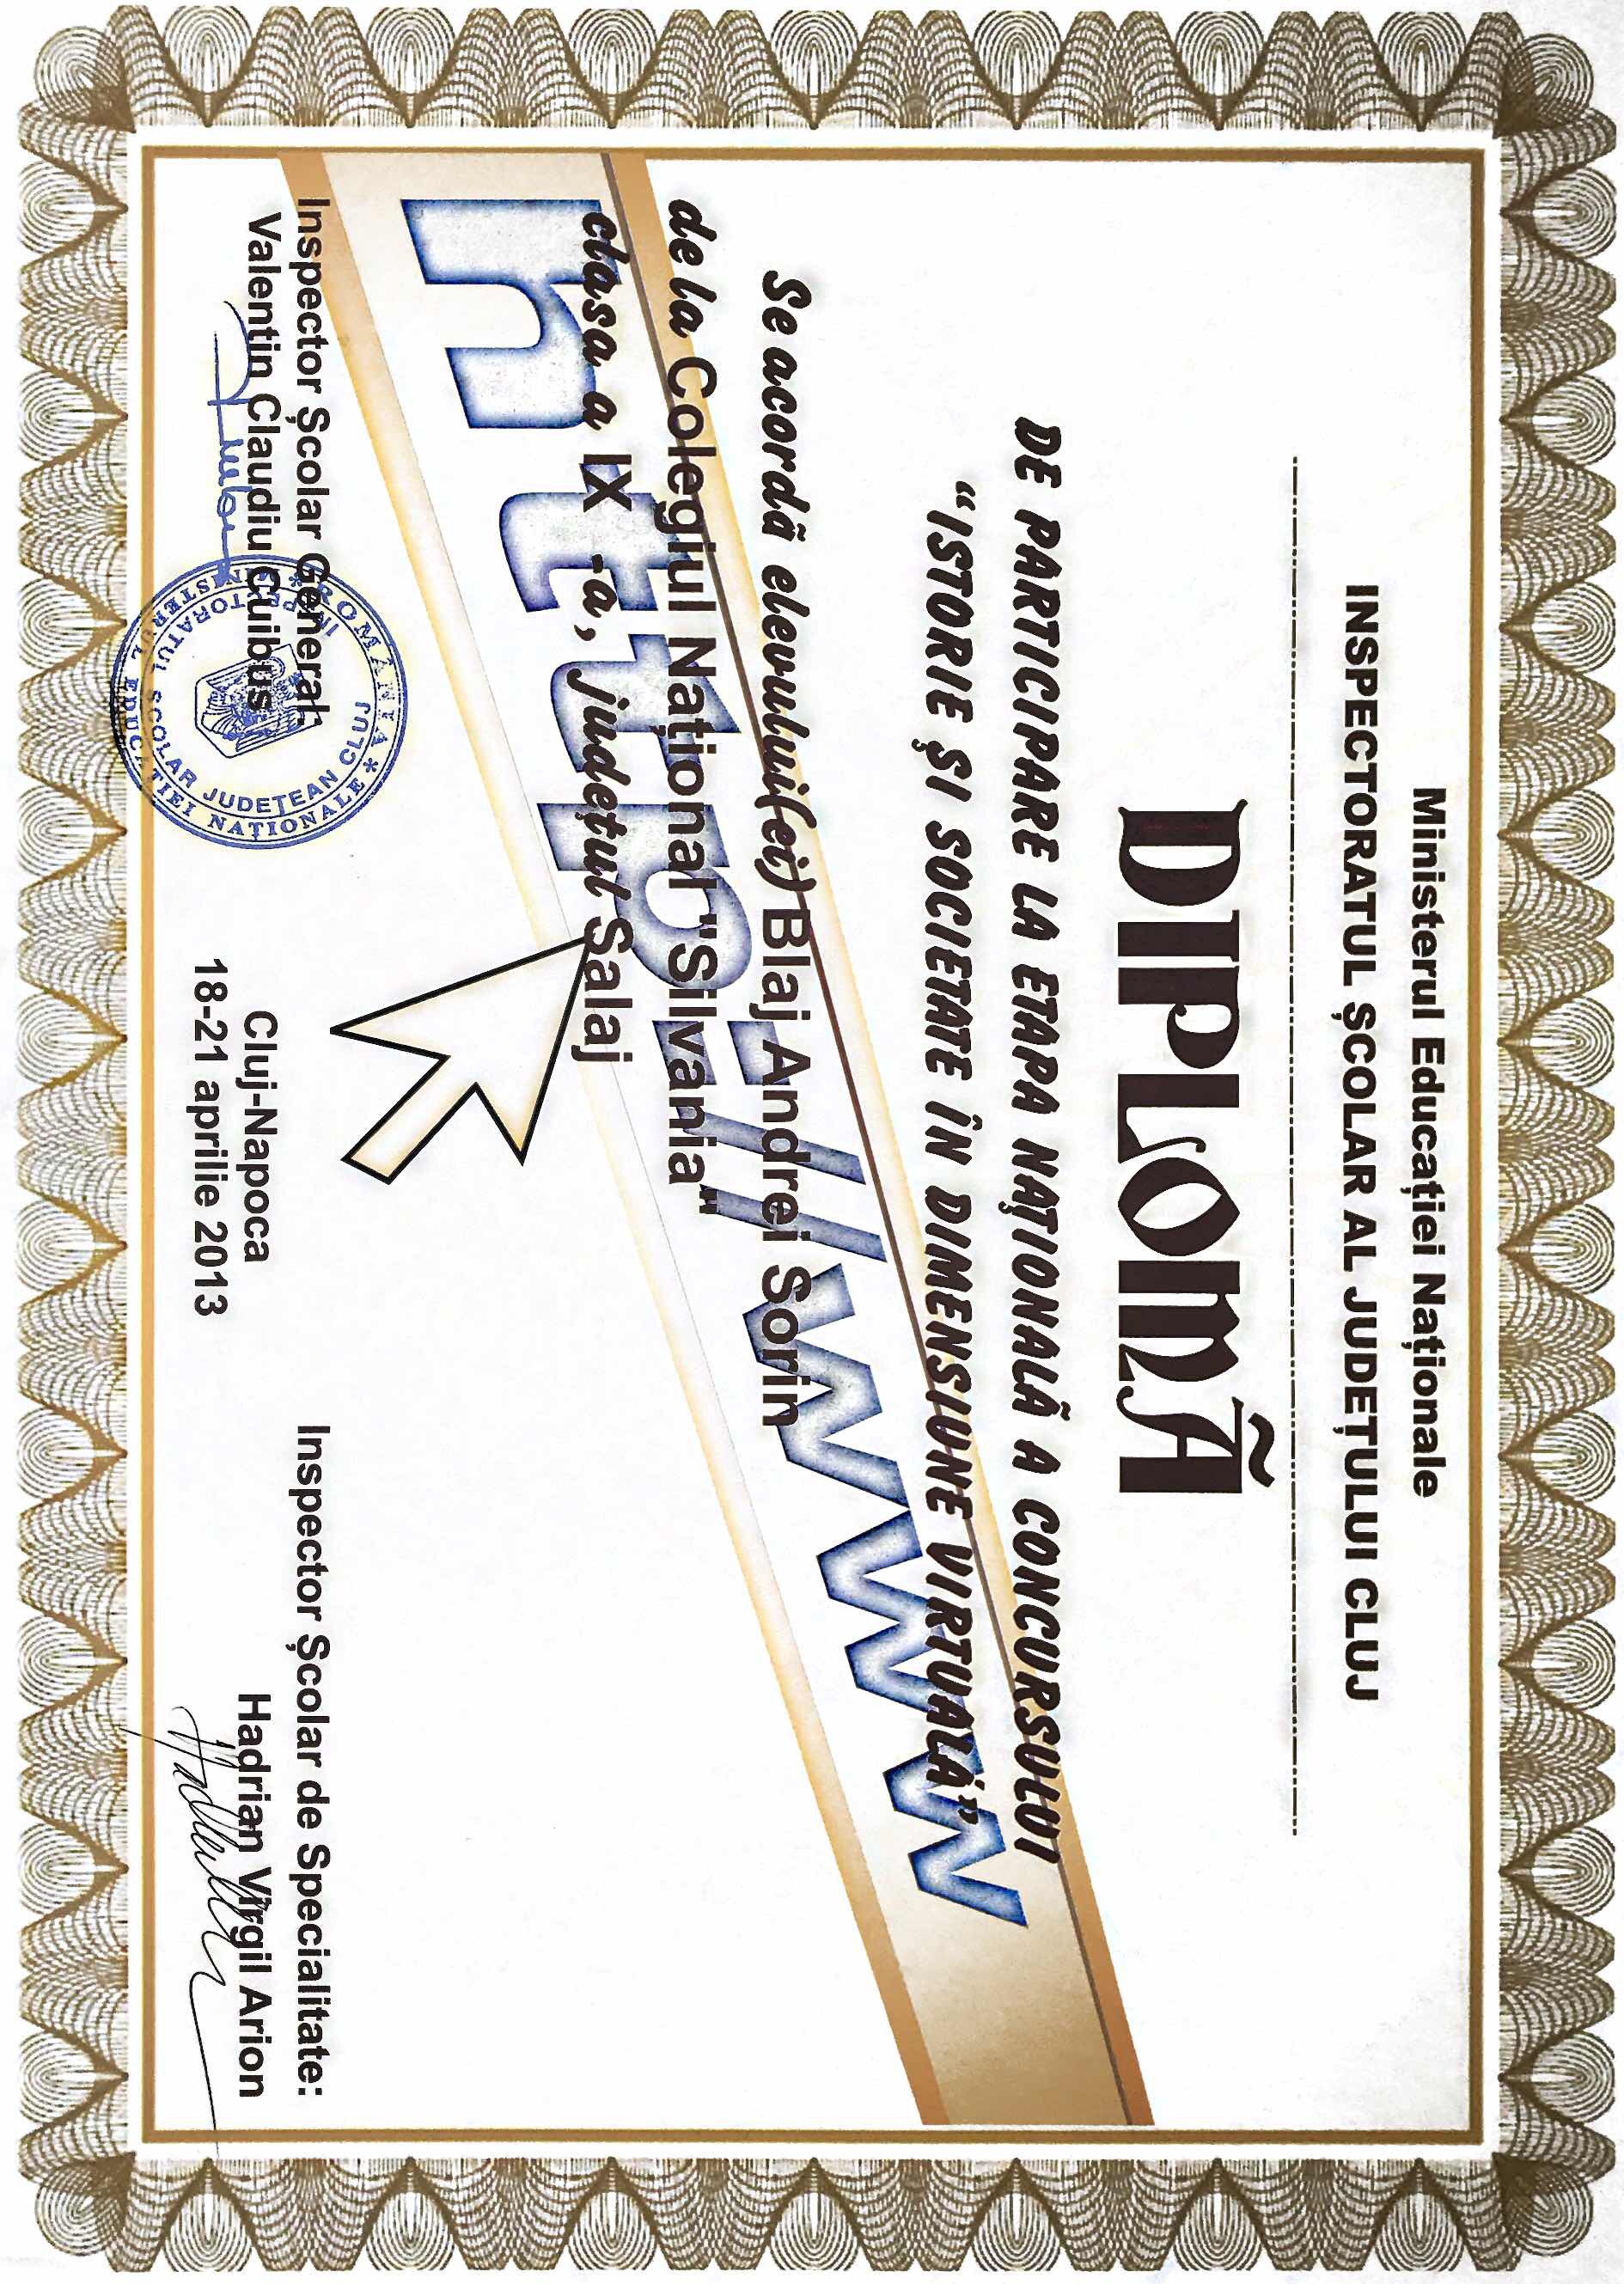 Ministerul Educației Naționale
INSPECTORATUL ȘCOLAR AL JUDEȚULUI CLUJ
DIPLOMĂ
DE PARTICIPARE LA ETAPA NAȚIONALĂ A CONCURSULUI
“ISTORIE ȘI SOCIETATE ÎN DIMENSIUNE VIRTUALĂ”
Se acordă elevului(ei) Blaj Andrei Sorin
de la Colegiul Național "Silvania"
clasa a IX -a, județul Salaj
http://www
Inspector Școlar General:
Valentin Claudiu Cuibus
* ROMÂNIA * MINISTERUL EDUCAȚIEI NAȚIONALE
INSPECTORATUL ȘCOLAR JUDEȚEAN CLUJ
Cluj-Napoca
18-21 aprilie 2013
Inspector Școlar de Specialitate:
Hadrian Virgil Arion